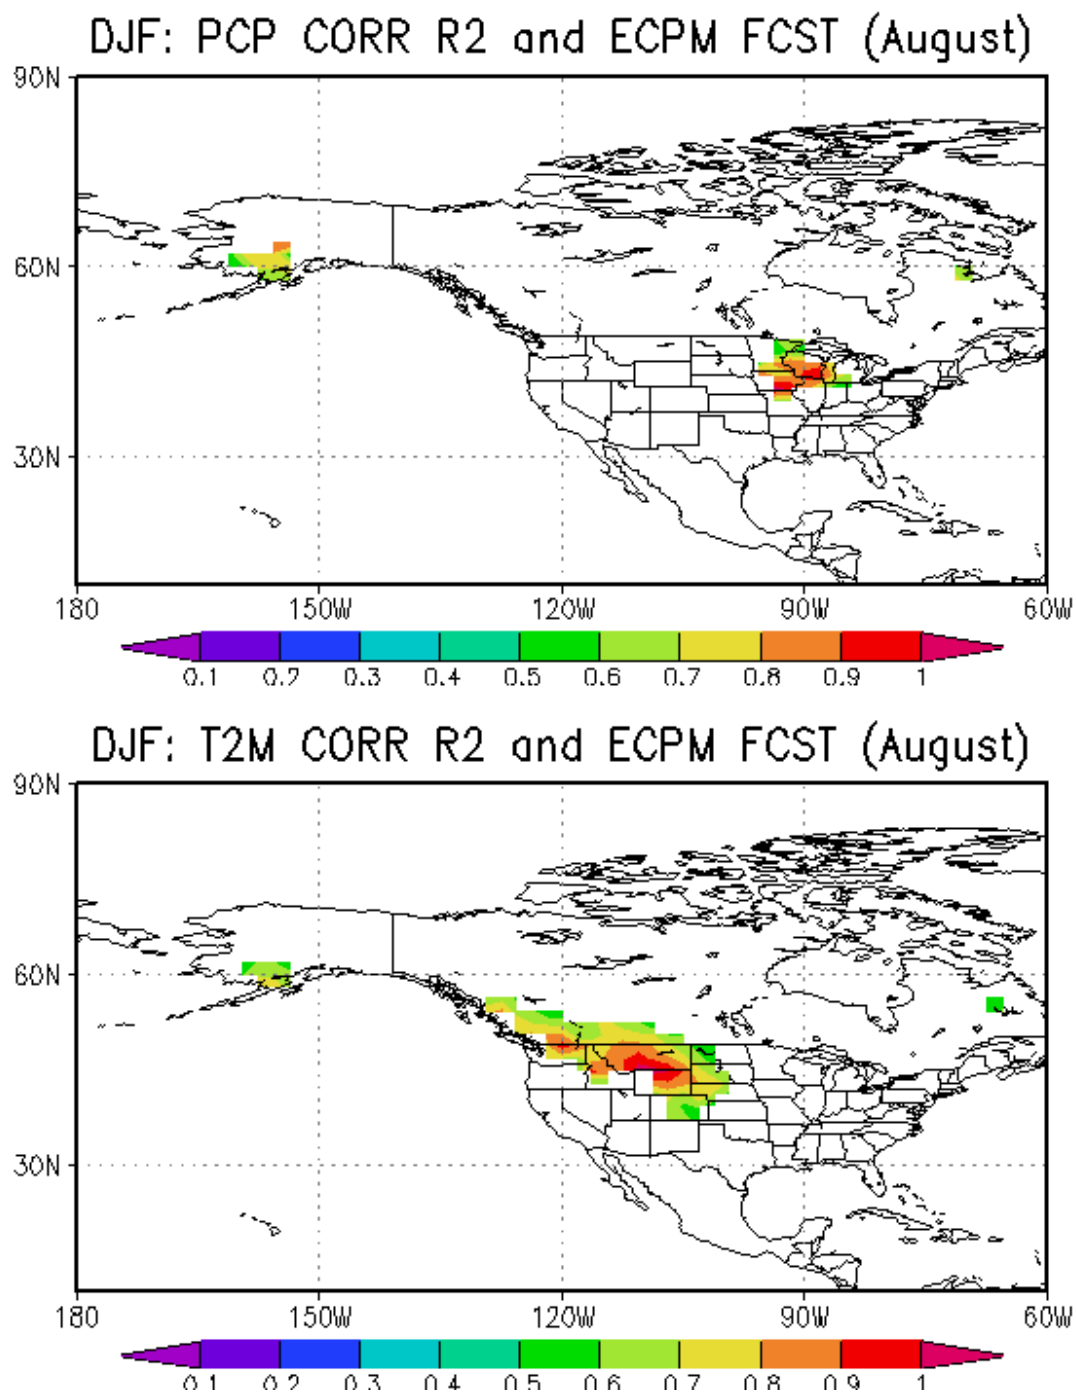 DJF: PCP CORR R2 and ECPM FCST (August)
90N
60N
30N
180 150W 120W 90W 60W
0.1 0.2 0.3 0.4 0.5 0.6 0.7 0.8 0.9 1
DJF: T2M CORR R2 and ECPM FCST (August)
90N
60N
30N
180 150W 120W 90W 60W
0.1 0.2 0.3 0.4 0.5 0.6 0.7 0.8 0.9 1